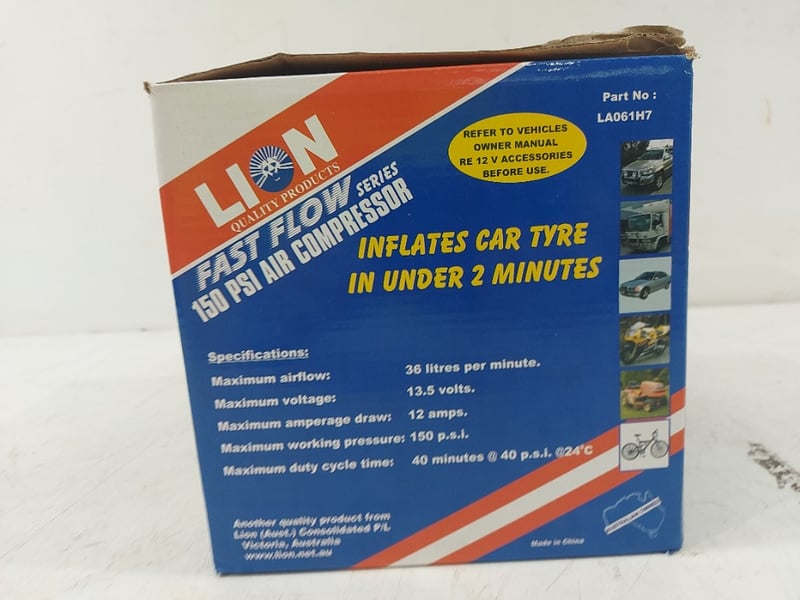 LION
QUALITY PRODUCTS
FAST FLOW SERIES
150 PSI AIR COMPRESSOR
Part No :
LA061H7
REFER TO VEHICLES
OWNER MANUAL
RE 12 V ACCESSORIES
BEFORE USE.
INFLATES CAR TYRE
IN UNDER 2 MINUTES
Specifications:
Maximum airflow: 36 litres per minute.
Maximum voltage: 13.5 volts.
Maximum amperage draw: 12 amps.
Maximum working pressure: 150 p.s.i.
Maximum duty cycle time: 40 minutes @ 40 p.s.i. @24°C
Another quality product from
Lion (Aust.) Consolidated P/L
Victoria, Australia
www.lion.net.au
Made in China